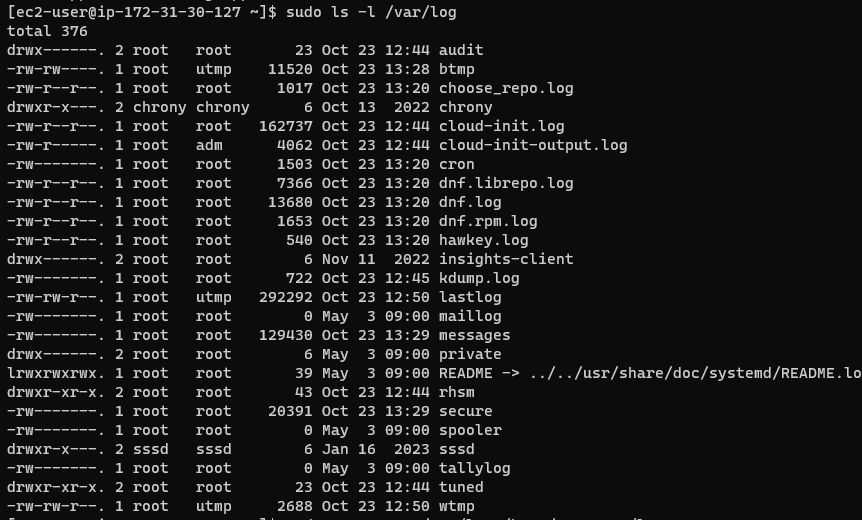 [ec2-user@ip-172-31-30-127 ~]$ sudo ls -l /var/log
total 376
drwx------. 2 root   root       23 Oct 23 12:44 audit
-rw-rw----. 1 root   utmp    11520 Oct 23 13:28 btmp
-rw-r--r--. 1 root   root     1017 Oct 23 13:20 choose_repo.log
drwxr-x---. 2 chrony chrony      6 Oct 13  2022 chrony
-rw-r--r--. 1 root   root   162737 Oct 23 12:44 cloud-init.log
-rw-r-----. 1 root   adm      4062 Oct 23 12:44 cloud-init-output.log
-rw-------. 1 root   root     1503 Oct 23 13:20 cron
-rw-r--r--. 1 root   root     7366 Oct 23 13:20 dnf.librepo.log
-rw-r--r--. 1 root   root    13680 Oct 23 13:20 dnf.log
-rw-r--r--. 1 root   root     1653 Oct 23 13:20 dnf.rpm.log
-rw-r--r--. 1 root   root      540 Oct 23 13:20 hawkey.log
drwx------. 2 root   root        6 Nov 11  2022 insights-client
-rw-------. 1 root   root      722 Oct 23 12:45 kdump.log
-rw-rw-r--. 1 root   utmp   292292 Oct 23 12:50 lastlog
-rw-------. 1 root   root        0 May  3 09:00 maillog
-rw-------. 1 root   root   129430 Oct 23 13:29 messages
drwx------. 2 root   root        6 May  3 09:00 private
lrwxrwxrwx. 1 root   root       39 May  3 09:00 README -> ../../usr/share/doc/systemd/README.lo
drwxr-xr-x. 2 root   root       43 Oct 23 12:44 rhsm
-rw-------. 1 root   root    20391 Oct 23 13:29 secure
-rw-------. 1 root   root        0 May  3 09:00 spooler
drwxr-x---. 2 sssd   sssd        6 Jan 16  2023 sssd
-rw-------. 1 root   root        0 May  3 09:00 tallylog
drwxr-xr-x. 2 root   root       23 Oct 23 12:44 tuned
-rw-rw-r--. 1 root   utmp     2688 Oct 23 12:50 wtmp